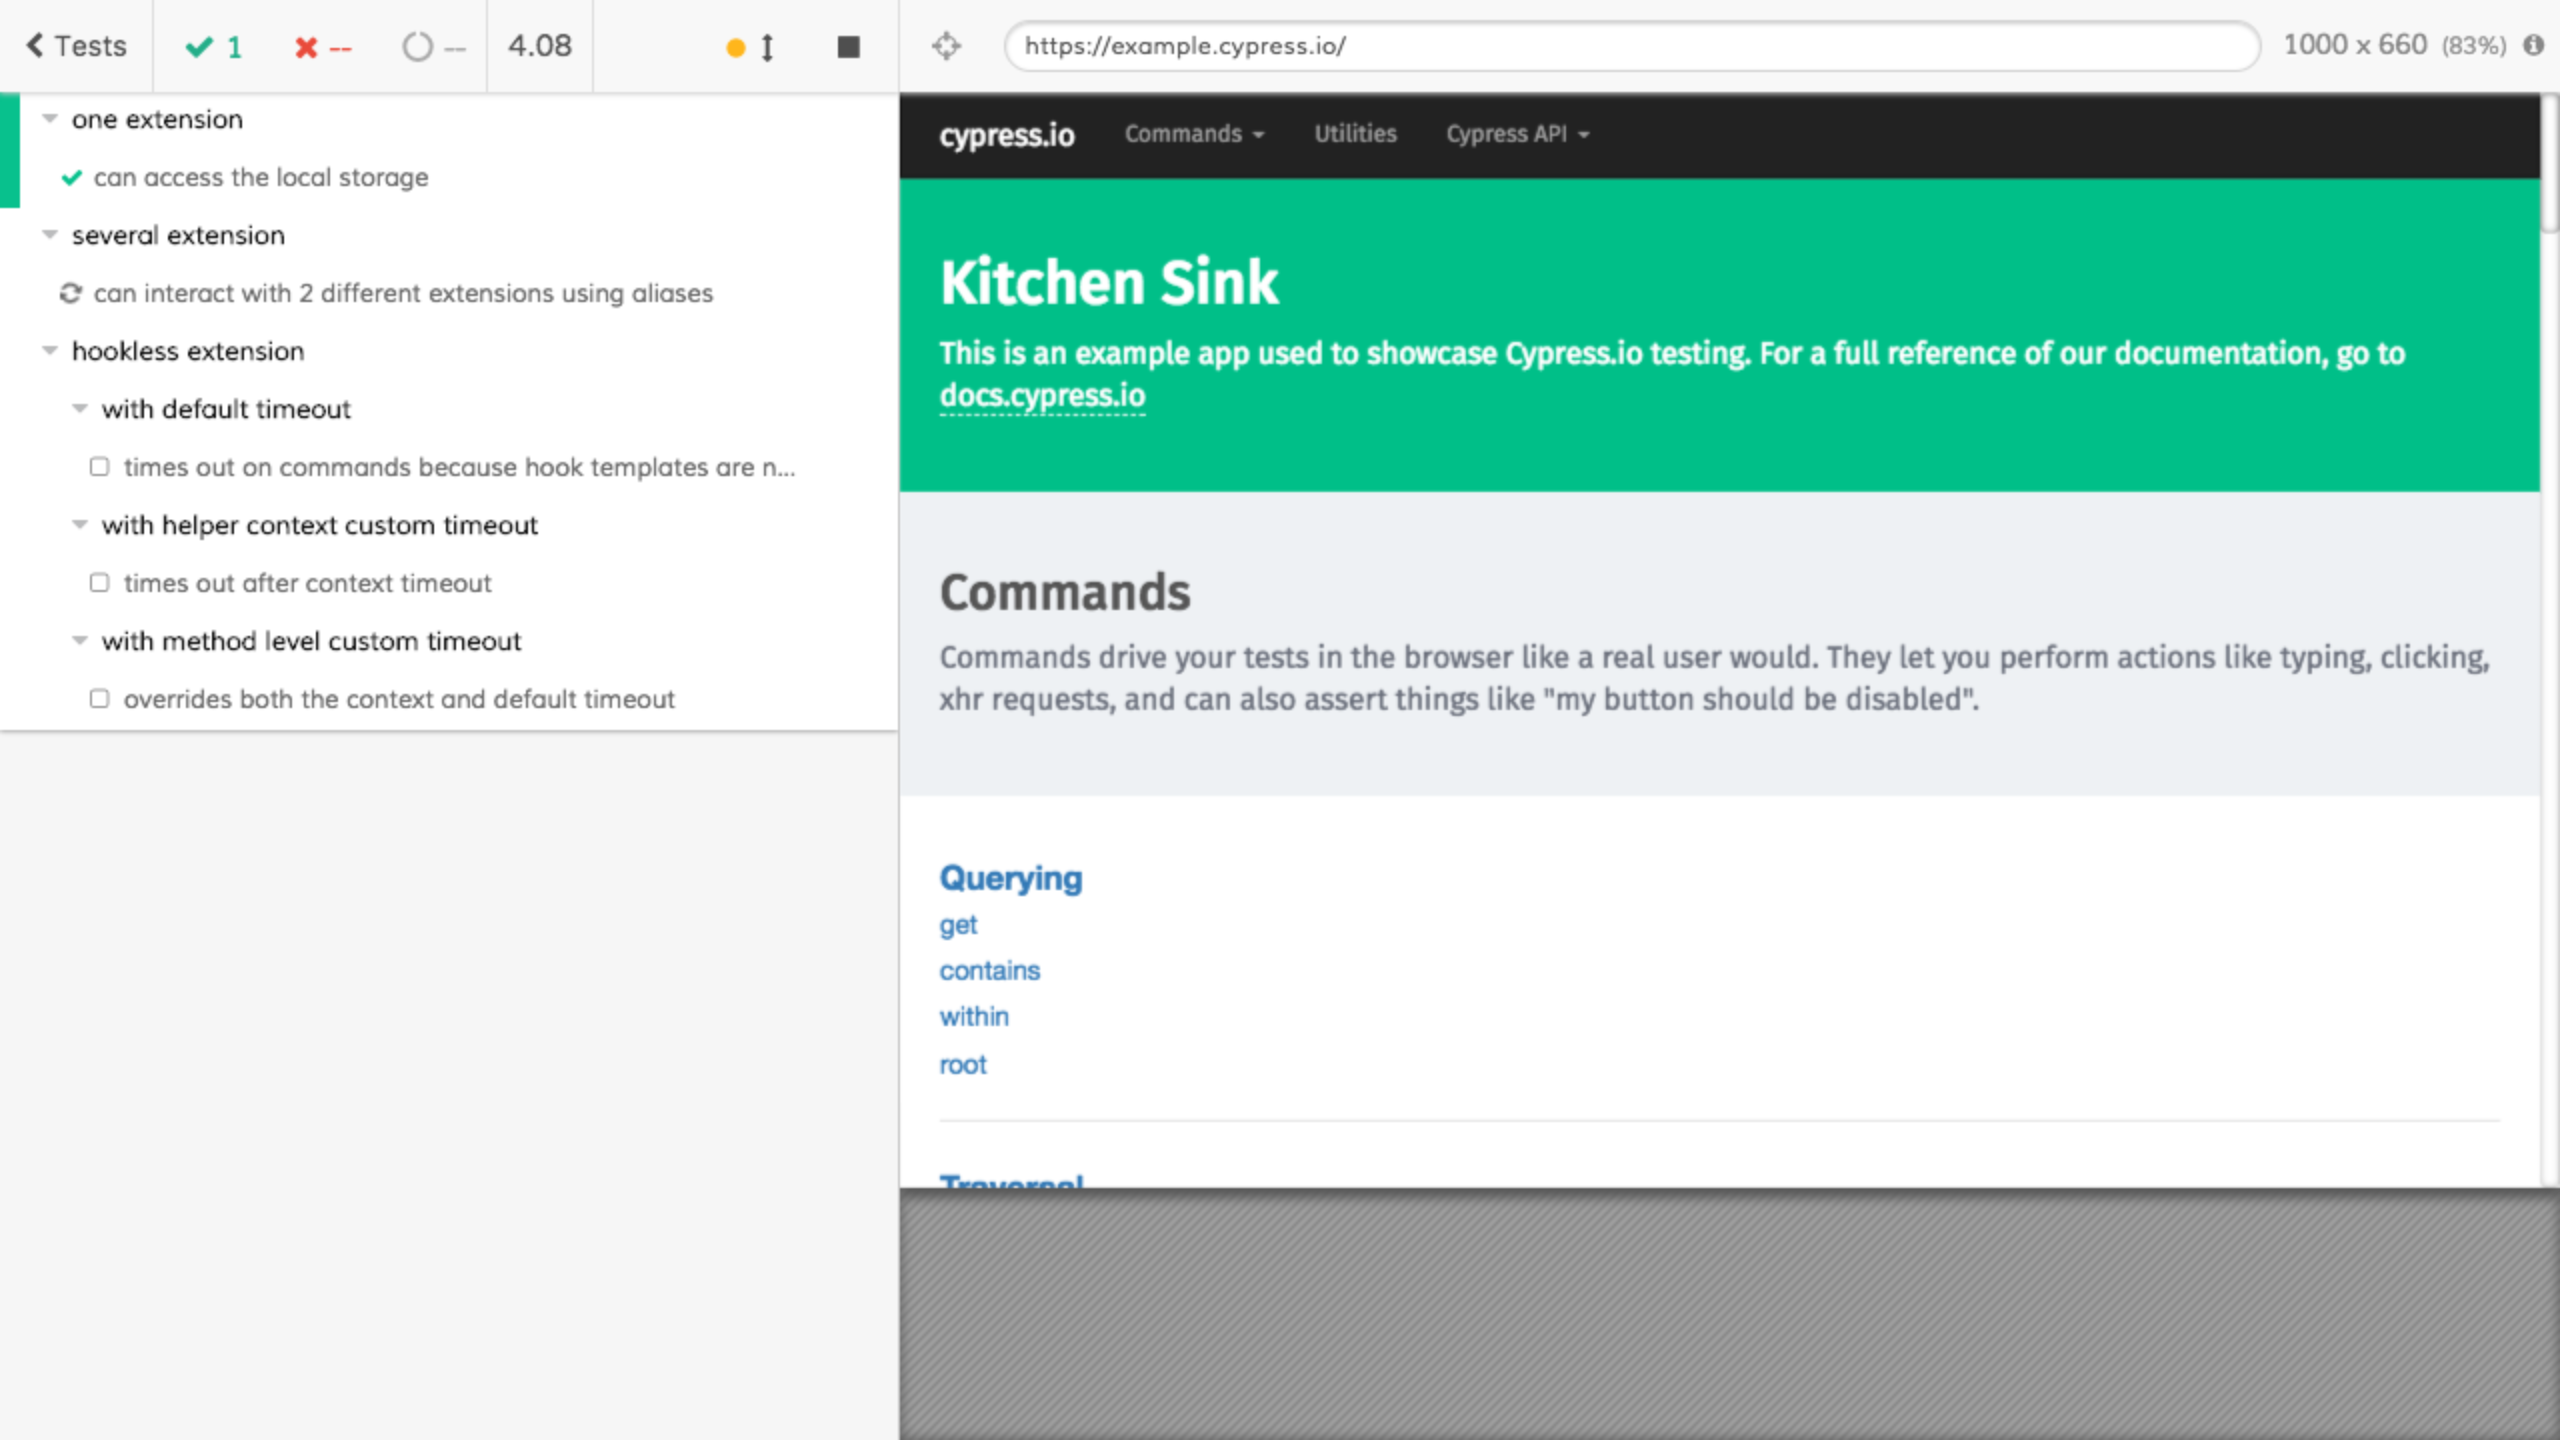 Tests
1
--
--
4.08
https://example.cypress.io/
1000 x 660 (83%)
one extension
can access the local storage
several extension
can interact with 2 different extensions using aliases
hookless extension
with default timeout
times out on commands because hook templates are n...
with helper context custom timeout
times out after context timeout
with method level custom timeout
overrides both the context and default timeout
cypress.io
Commands
Utilities
Cypress API
Kitchen Sink
This is an example app used to showcase Cypress.io testing. For a full reference of our documentation, go to
docs.cypress.io
Commands
Commands drive your tests in the browser like a real user would. They let you perform actions like typing, clicking,
xhr requests, and can also assert things like "my button should be disabled".
Querying
get
contains
within
root
Traversal